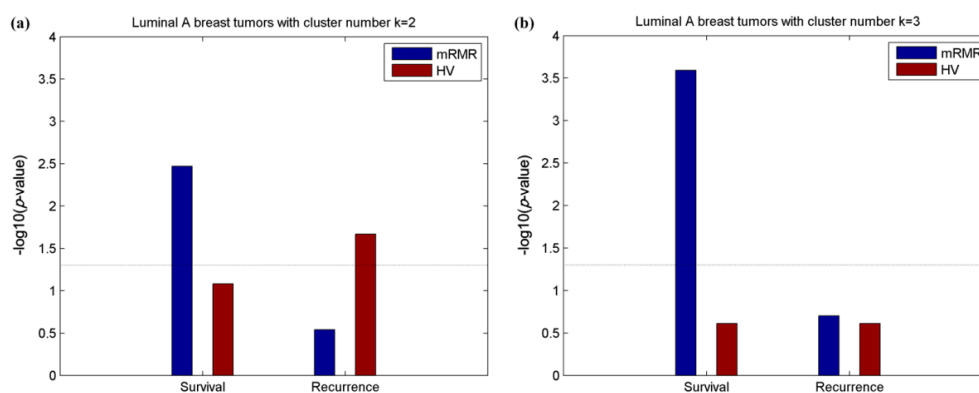 (a)
Luminal A breast tumors with cluster number k=2
4
3.5
3
2.5
2
1.5
1
0.5
0
-log10(p-value)
mRMR
HV
Survival
Recurrence
(b)
Luminal A breast tumors with cluster number k=3
4
3.5
3
2.5
2
1.5
1
0.5
0
-log10(p-value)
mRMR
HV
Survival
Recurrence